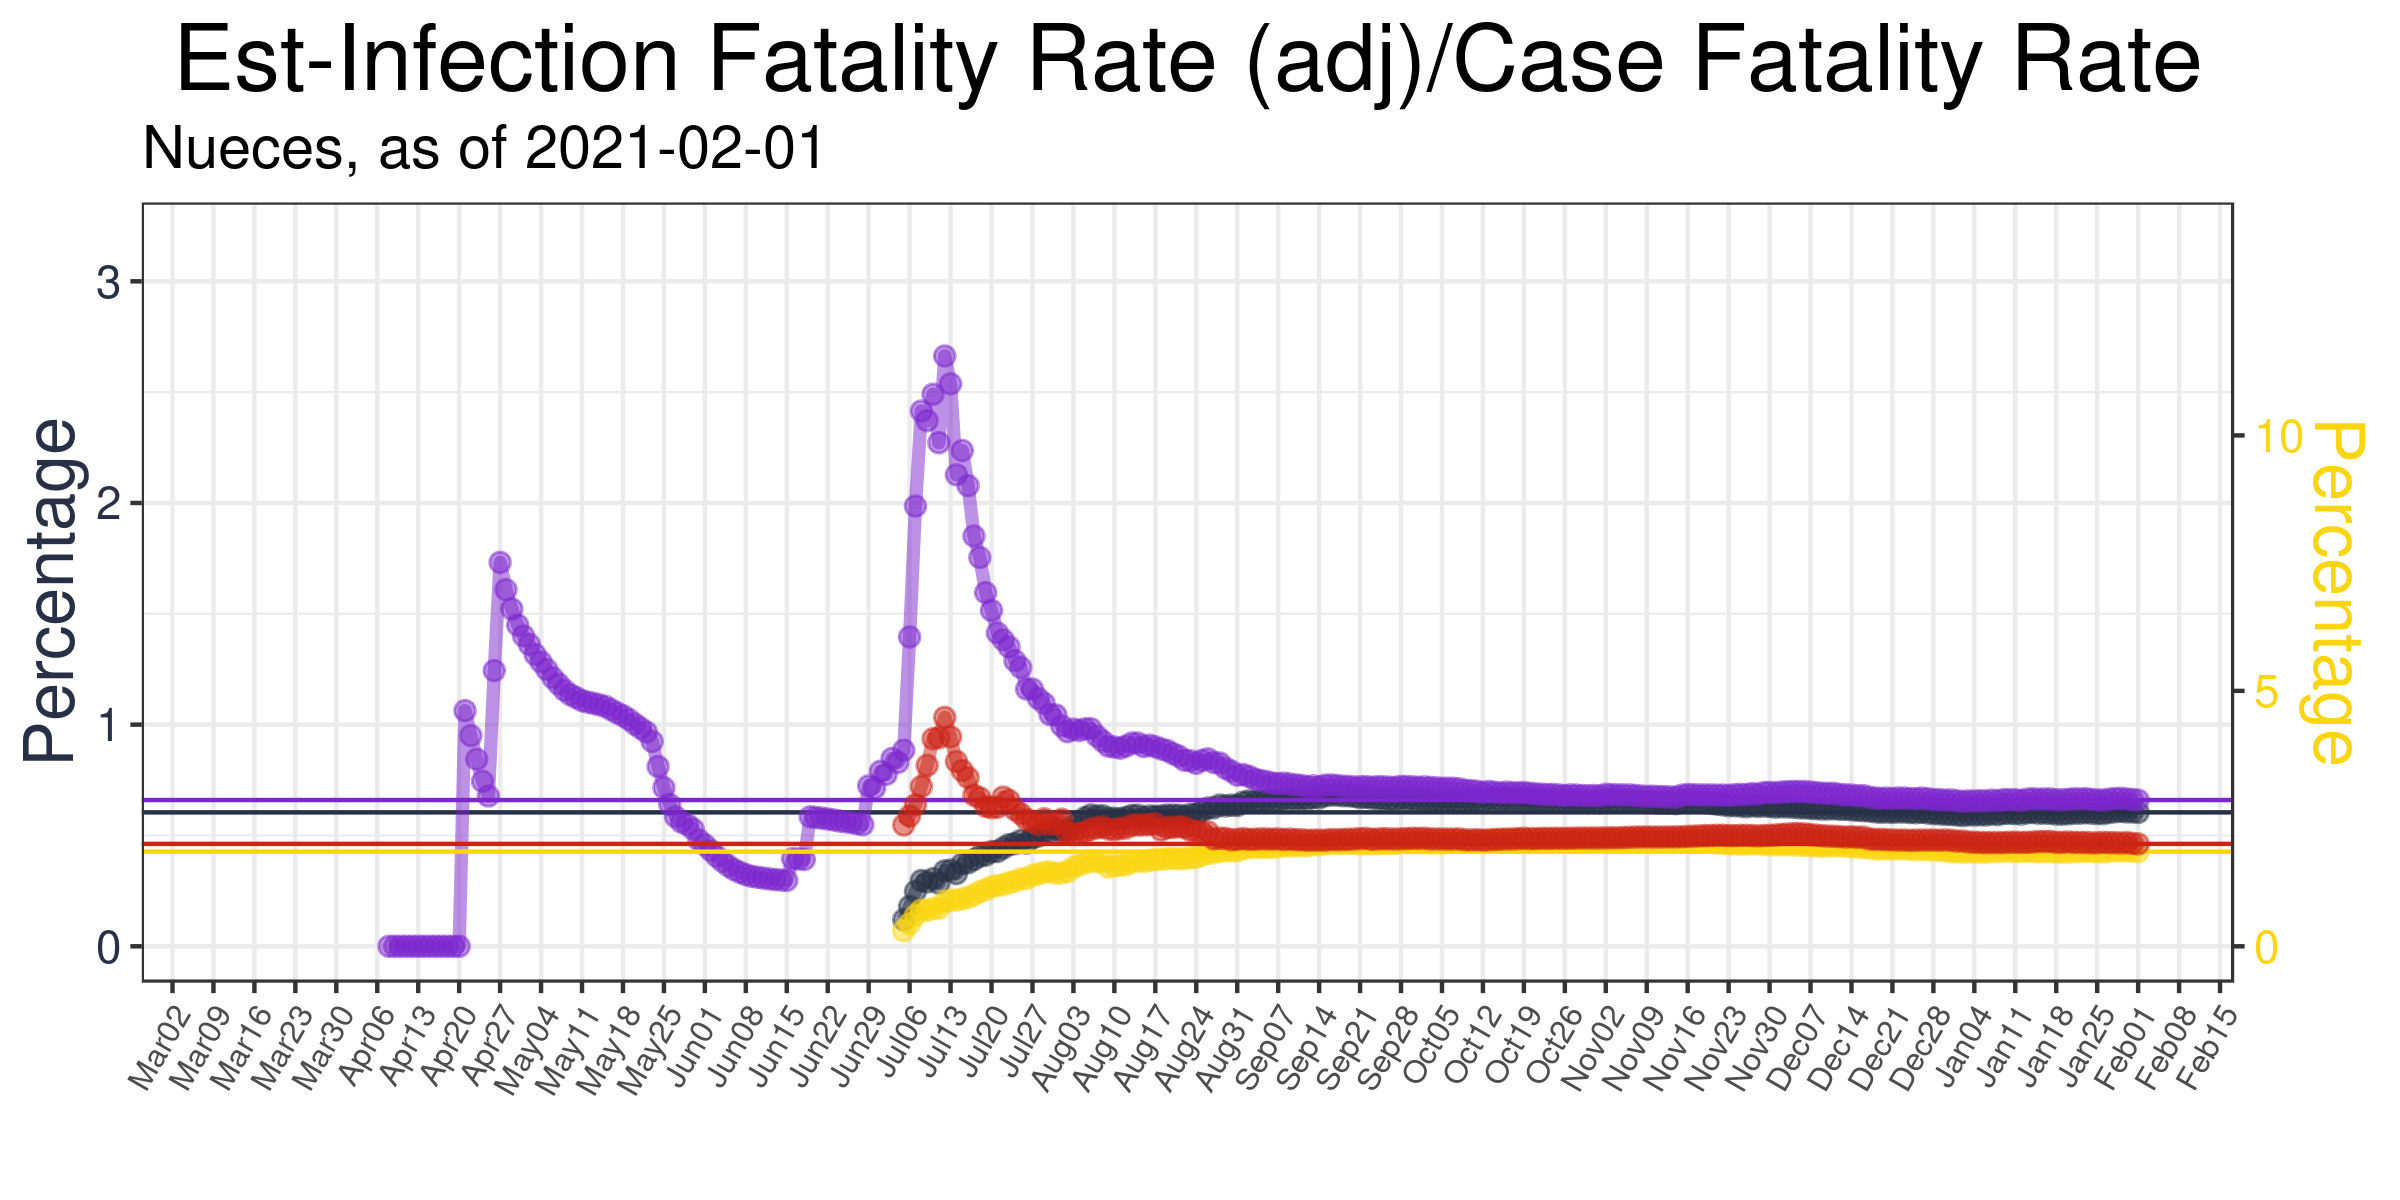 Est-Infection Fatality Rate (adj)/Case Fatality Rate
Nueces, as of 2021-02-01
Percentage
3
2
1
0
10
5
0
Percentage
Mar02
Mar09
Mar16
Mar23
Mar30
Apr06
Apr13
Apr20
Apr27
May04
May11
May18
May25
Jun01
Jun08
Jun15
Jun22
Jun29
Jul06
Jul13
Jul20
Jul27
Aug03
Aug10
Aug17
Aug24
Aug31
Sep07
Sep14
Sep21
Sep28
Oct05
Oct12
Oct19
Oct26
Nov02
Nov09
Nov16
Nov23
Nov30
Dec07
Dec14
Dec21
Dec28
Jan04
Jan11
Jan18
Jan25
Feb01
Feb08
Feb15